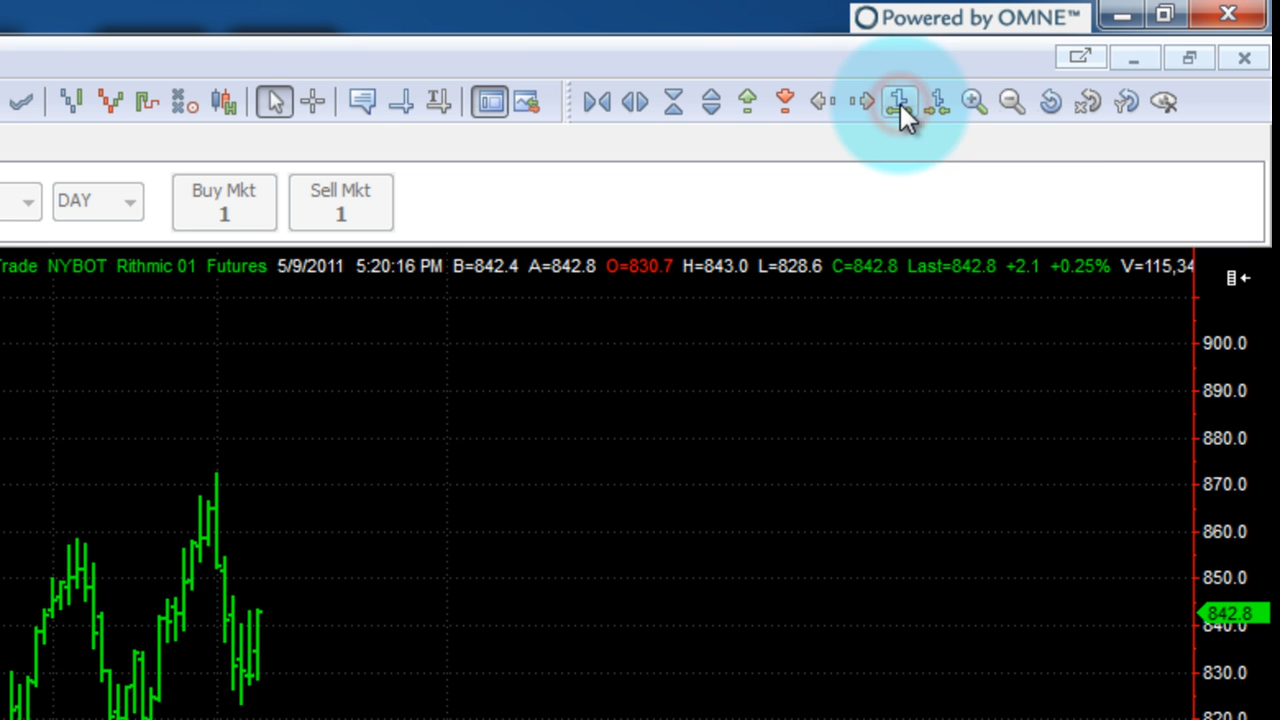 Powered by OMNE™
DAY
Buy Mkt
1
Sell Mkt
1
Trade NYBOT Rithmic 01 Futures 5/9/2011 5:20:16 PM B=842.4 A=842.8 O=830.7 H=843.0 L=828.6 C=842.8 Last=842.8 +2.1 +0.25% V=115,34
900.0
890.0
880.0
870.0
860.0
850.0
842.8
840.0
830.0
820.0